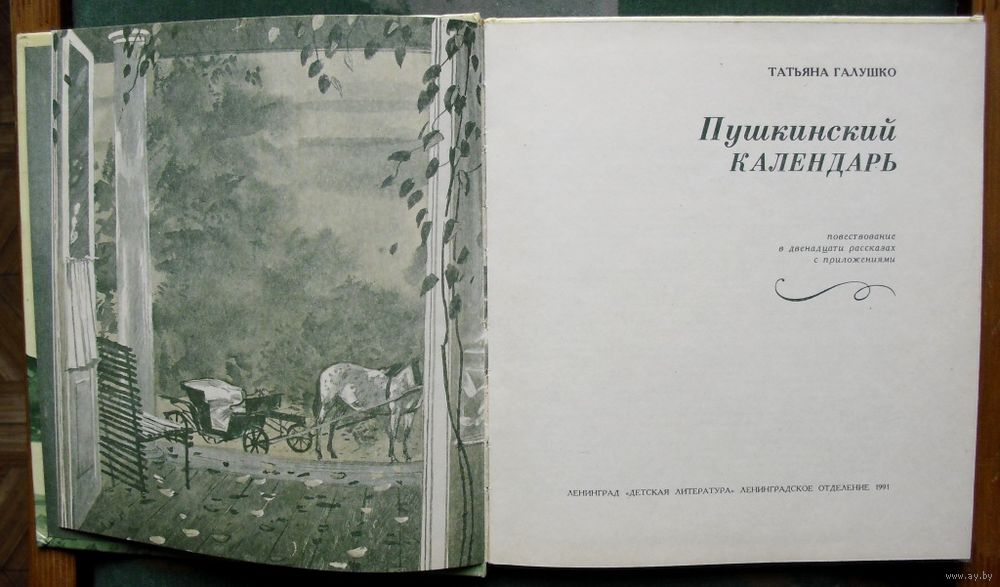 ТАТЬЯНА ГАЛУШКО
Пушкинский
КАЛЕНДАРЬ
повествование
в двенадцати рассказах
с приложениями
ЛЕНИНГРАД «ДЕТСКАЯ ЛИТЕРАТУРА» ЛЕНИНГРАДСКОЕ ОТДЕЛЕНИЕ 1991
www.ay.by